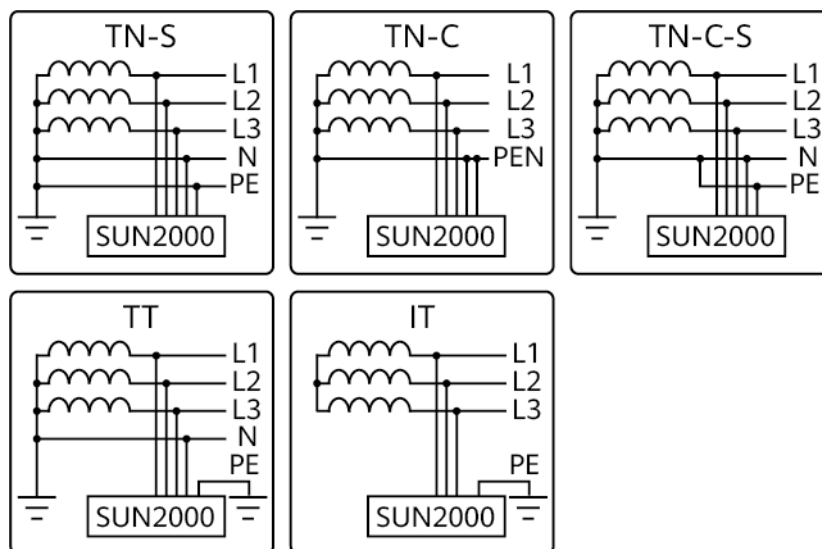 TN-S
L1
L2
L3
N
PE
SUN2000
TN-C
L1
L2
L3
PEN
SUN2000
TN-C-S
L1
L2
L3
N
PE
SUN2000
TT
L1
L2
L3
N
PE
SUN2000
IT
L1
L2
L3
PE
SUN2000